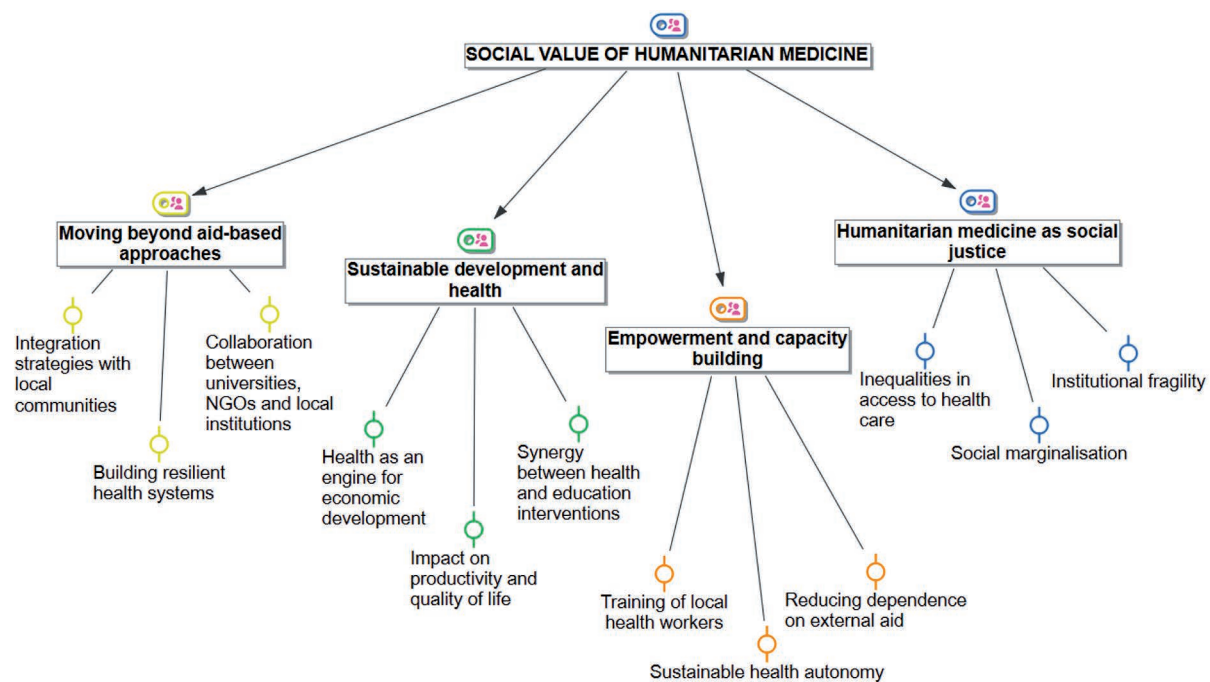 SOCIAL VALUE OF HUMANITARIAN MEDICINE
Moving beyond aid-based
approaches
Integration
strategies with
local
communities
Building resilient
health systems
Collaboration
between
universities,
NGOs and local
institutions
Sustainable development and
health
Health as an
engine for
economic
development
Impact on
productivity and
quality of life
Synergy
between health
and education
interventions
Empowerment and capacity
building
Training of local
health workers
Sustainable health autonomy
Reducing dependence
on external aid
Humanitarian medicine as social
justice
Inequalities in
access to health
care
Social marginalisation
Institutional fragility